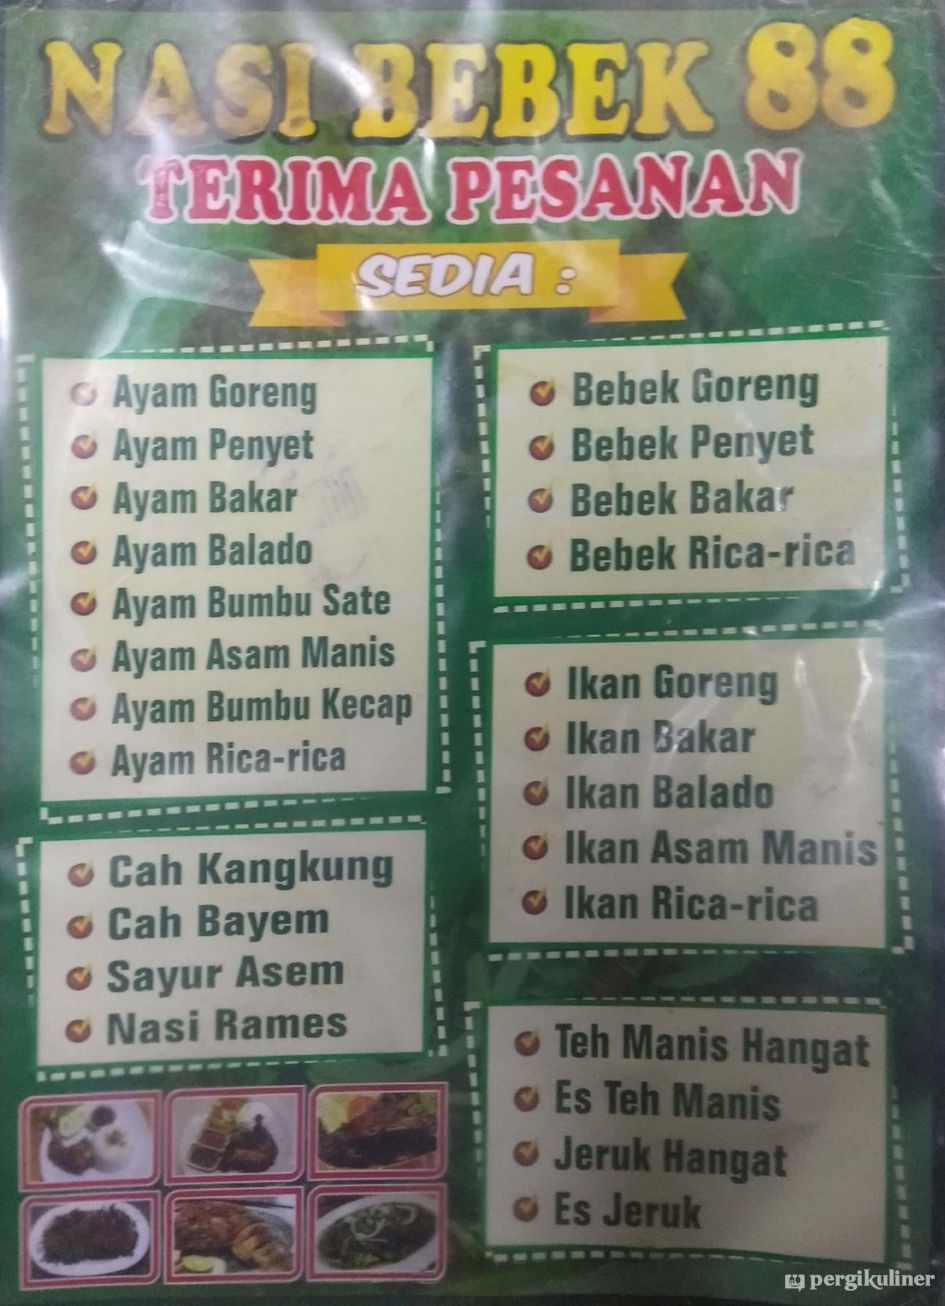 NASI BEBEK 88
TERIMA PESANAN
SEDIA :
Ayam Goreng
Ayam Penyet
Ayam Bakar
Ayam Balado
Ayam Bumbu Sate
Ayam Asam Manis
Ayam Bumbu Kecap
Ayam Rica-rica
Cah Kangkung
Cah Bayem
Sayur Asem
Nasi Rames
Bebek Goreng
Bebek Penyet
Bebek Bakar
Bebek Rica-rica
Ikan Goreng
Ikan Bakar
Ikan Balado
Ikan Asam Manis
Ikan Rica-rica
Teh Manis Hangat
Es Teh Manis
Jeruk Hangat
Es Jeruk
pergikuliner